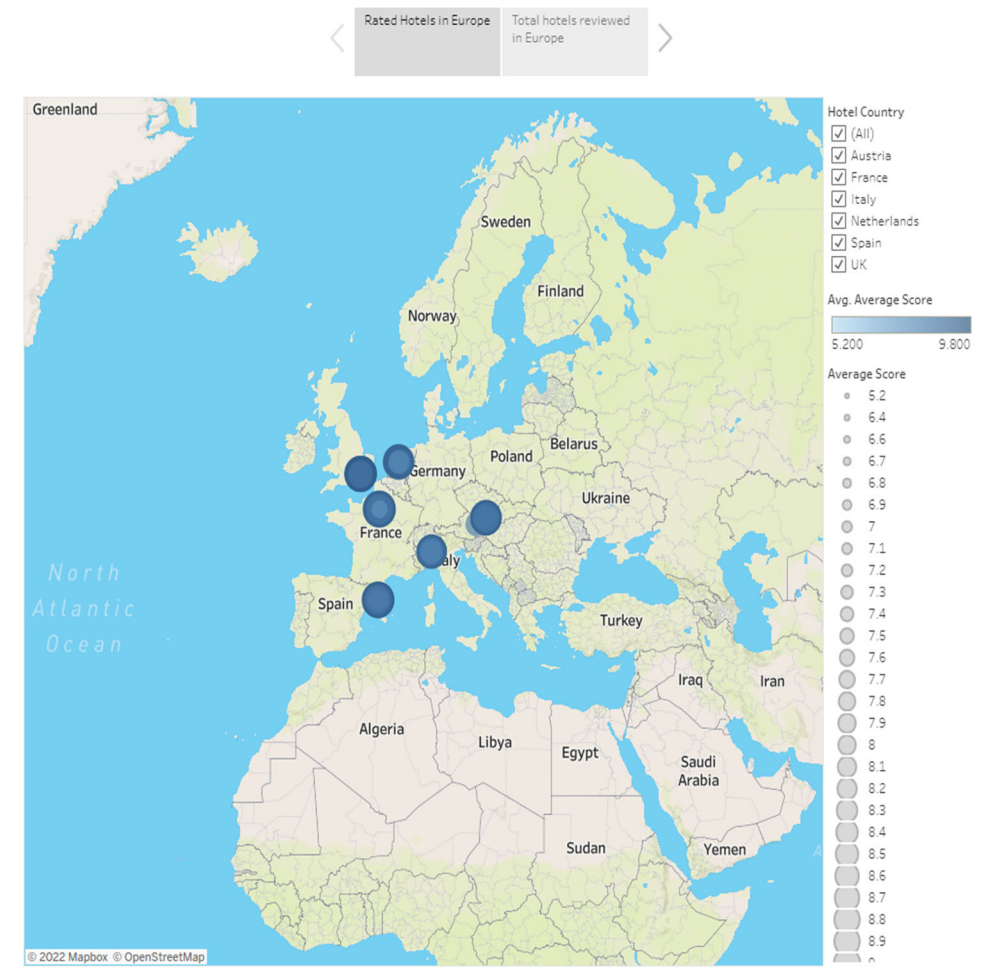 Rated Hotels in Europe
Total hotels reviewed
in Europe
Greenland
Sweden
Finland
Norway
Belarus
Poland
Germany
Ukraine
France
aly
Spain
Turkey
North
Atlantic
Ocean
Iraq
Iran
Algeria
Libya
Egypt
Saudi
Arabia
Sudan
Yemen
A
© 2022 Mapbox © OpenStreetMap
Hotel Country
(All)
Austria
France
Italy
Netherlands
Spain
UK
Avg. Average Score
5.200 9.800
Average Score
5.2
6.4
6.6
6.7
6.8
6.9
7
7.1
7.2
7.3
7.4
7.5
7.6
7.7
7.8
7.9
8
8.1
8.2
8.3
8.4
8.5
8.6
8.7
8.8
8.9